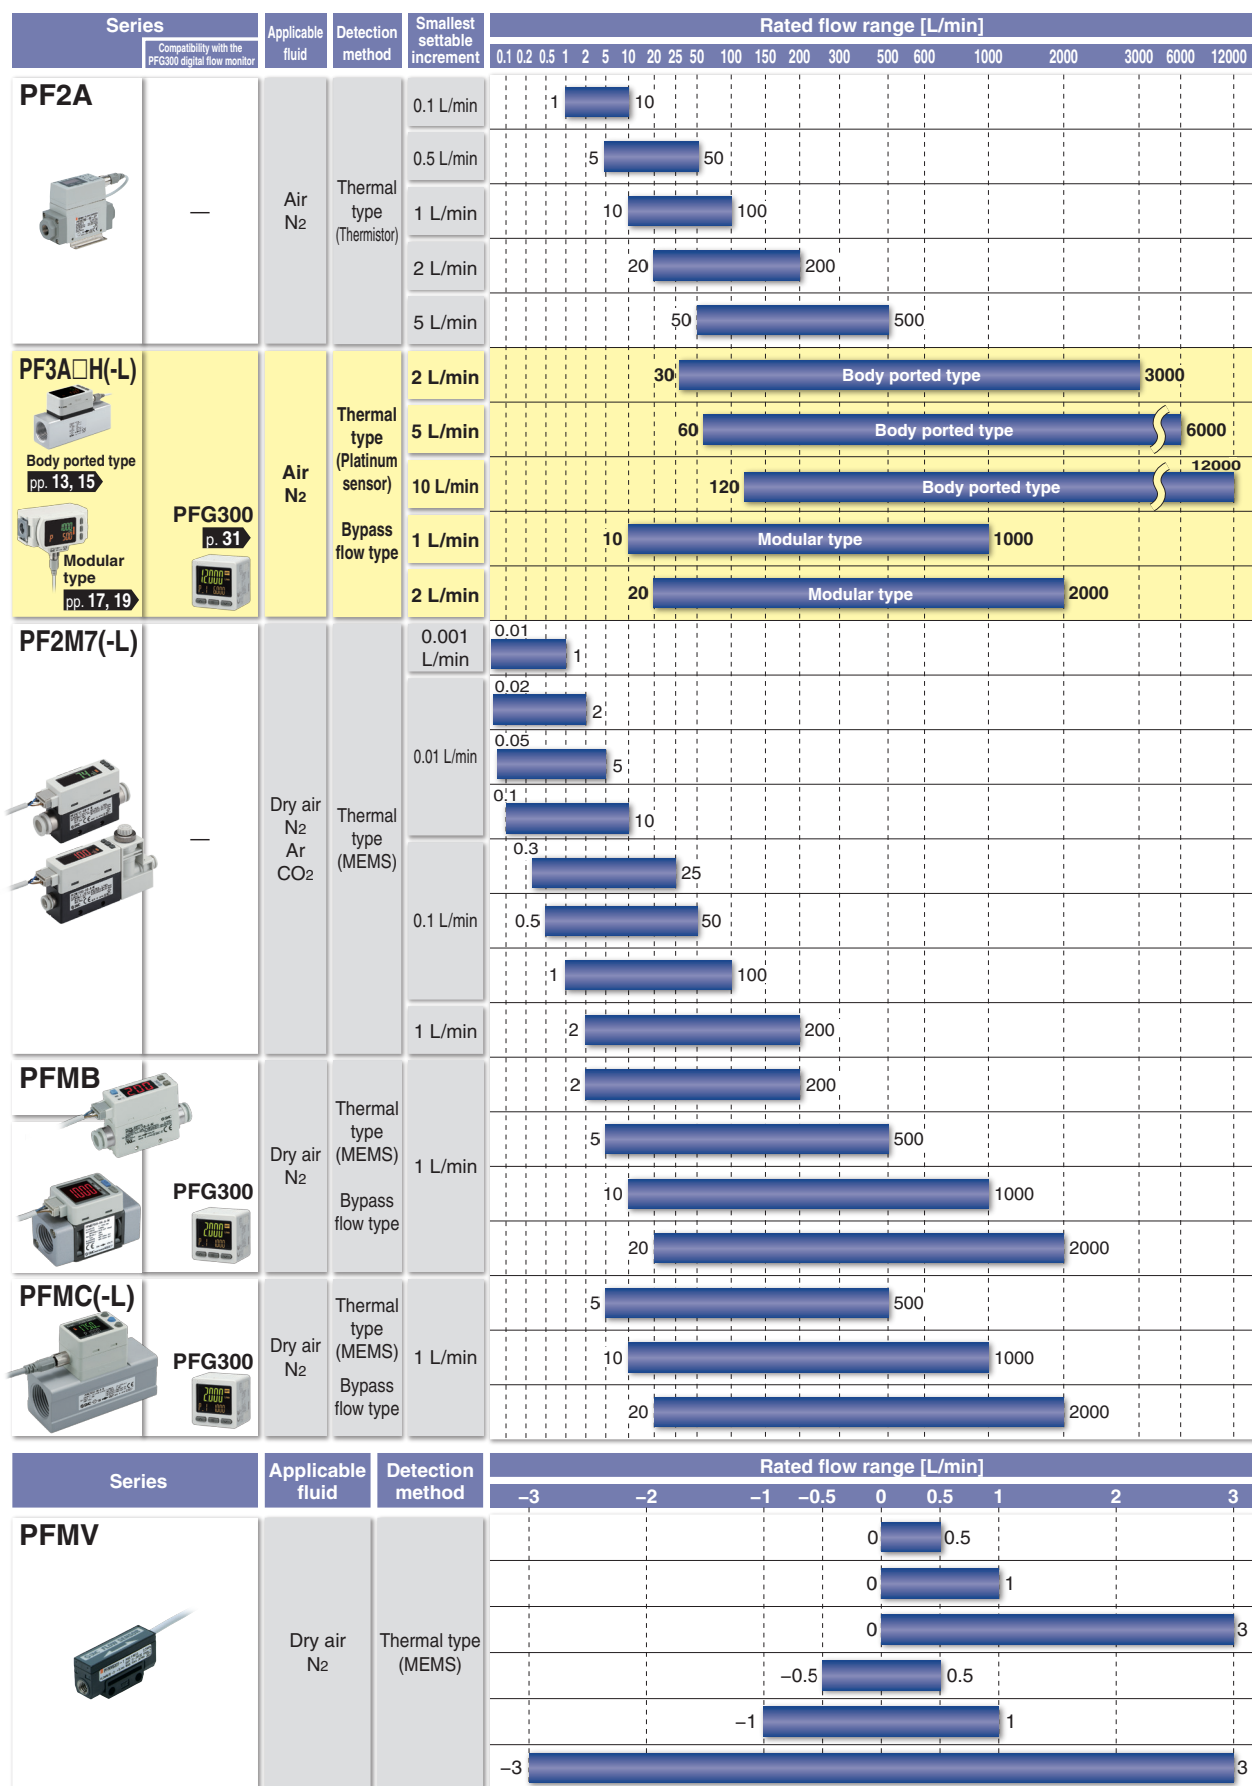 Series
Compatibility with the
PFG300 digital flow monitor
Applicable
fluid
Detection
method
Smallest
settable
increment
Rated flow range [L/min]
0.1 0.2 0.5 1 2 5 10 20 25 50 100 150 200 300 500 600 1000 2000 3000 6000 12000
PF2A
—
Air
N2
Thermal
type
(Thermistor)
0.1 L/min
1 10
0.5 L/min
5 50
1 L/min
10 100
2 L/min
20 200
5 L/min
50 500
PF3A□H(-L)
Body ported type
pp. 13, 15
Modular
type
pp. 17, 19
PFG300
p. 31
Air
N2
Thermal
type
(Platinum
sensor)
Bypass
flow type
2 L/min
30 Body ported type 3000
5 L/min
60 Body ported type 6000
10 L/min
120 Body ported type 12000
1 L/min
10 Modular type 1000
2 L/min
20 Modular type 2000
PF2M7(-L)
—
Dry air
N2
Ar
CO2
Thermal
type
(MEMS)
0.001
L/min
0.01 1
0.01 L/min
0.02 2
0.05 5
0.1 10
0.1 L/min
0.3 25
0.5 50
1 100
1 L/min
2 200
PFMB
PFG300
Dry air
N2
Thermal
type
(MEMS)
Bypass
flow type
1 L/min
2 200
5 500
10 1000
20 2000
PFMC(-L)
PFG300
Dry air
N2
Thermal
type
(MEMS)
Bypass
flow type
1 L/min
5 500
10 1000
20 2000
Series
Applicable
fluid
Detection
method
Rated flow range [L/min]
−3 −2 −1 −0.5 0 0.5 1 2 3
PFMV
Dry air
N2
Thermal type
(MEMS)
0 0.5
0 1
0 3
−0.5 0.5
−1 1
−3 3